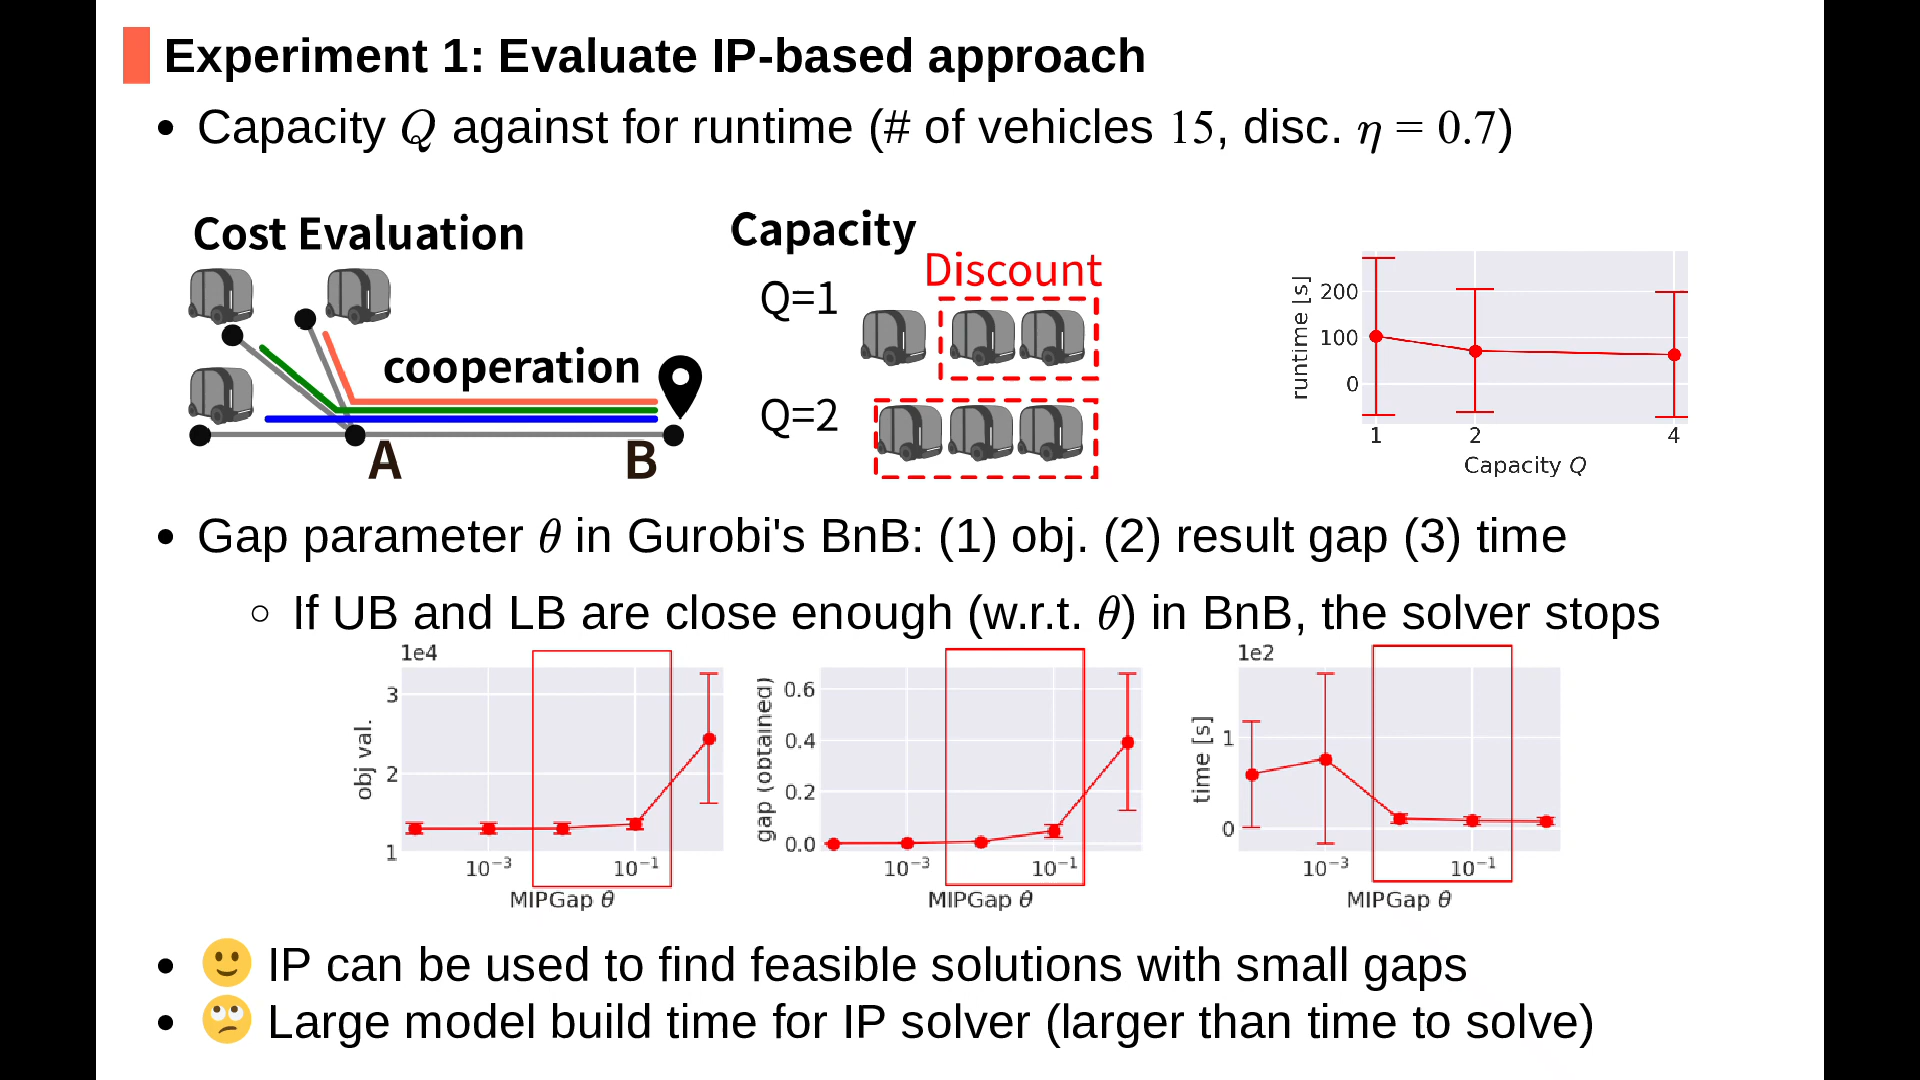 Experiment 1: Evaluate IP-based approach
• Capacity Q against for runtime (# of vehicles 15, disc. η = 0.7)
Cost Evaluation
cooperation
A
B
Capacity
Discount
Q=1
Q=2
runtime [s]
200
100
0
1 2 4
Capacity Q
• Gap parameter θ in Gurobi's BnB: (1) obj. (2) result gap (3) time
○ If UB and LB are close enough (w.r.t. θ) in BnB, the solver stops
1e4
obj val.
3
2
1
10⁻³ 10⁻¹
MIPGap θ
gap (obtained)
0.6
0.4
0.2
0.0
10⁻³ 10⁻¹
MIPGap θ
1e2
time [s]
1
0
10⁻³ 10⁻¹
MIPGap θ
• 🙂 IP can be used to find feasible solutions with small gaps
• 🙄 Large model build time for IP solver (larger than time to solve)